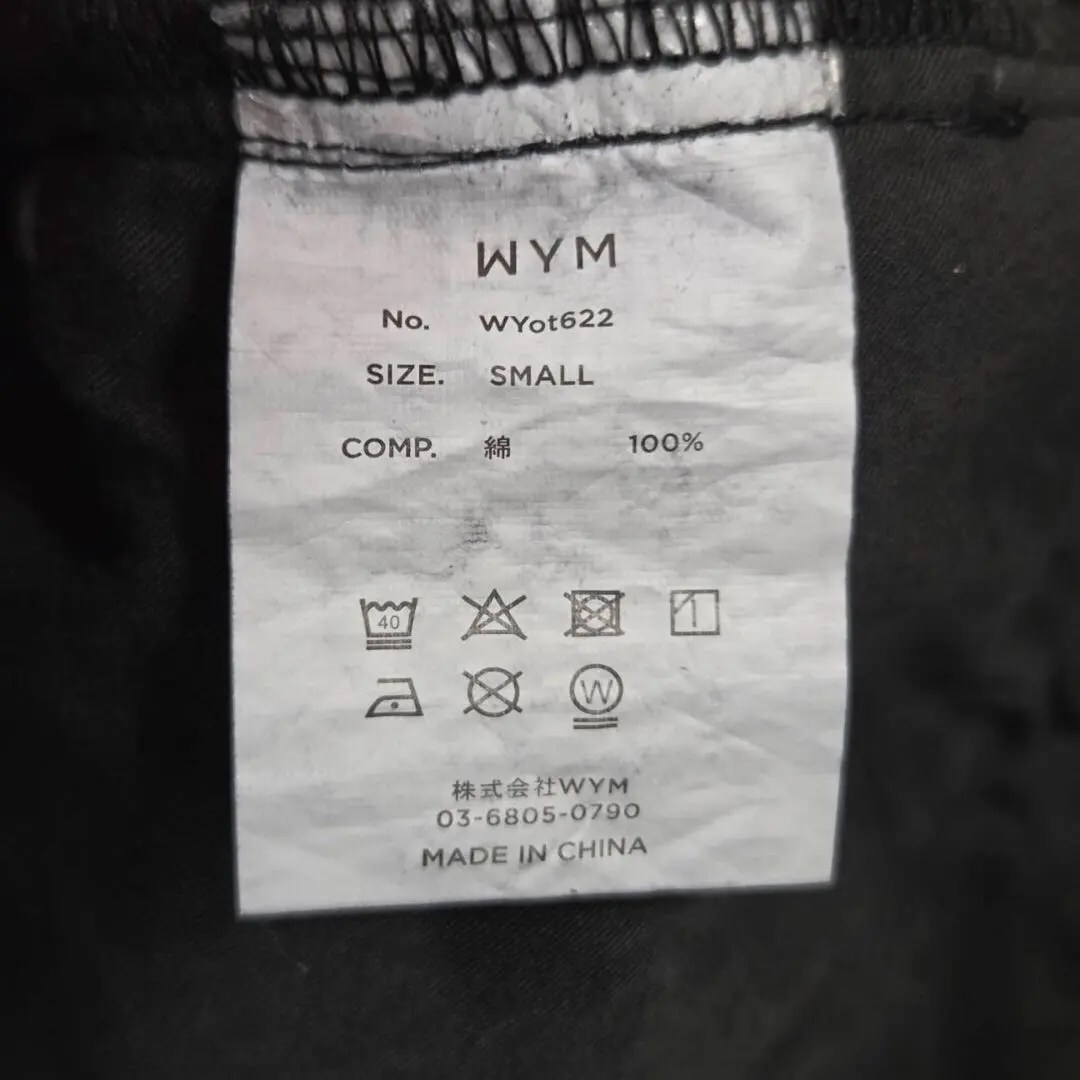 WYM
No. WYot622
SIZE. SMALL
COMP. 綿 100%
40
W
株式会社WYM
03-6805-0790
MADE IN CHINA